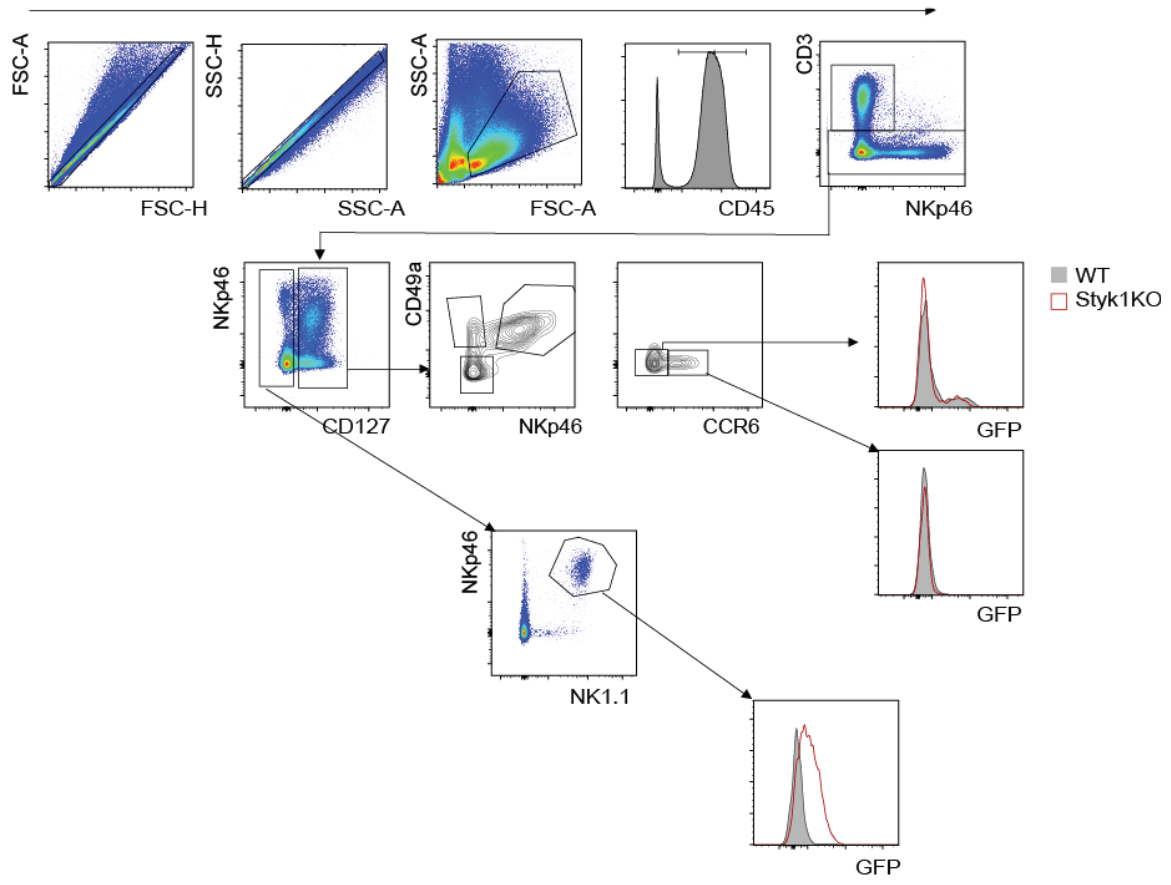 FSC-A
FSC-H
SSC-H
SSC-A
SSC-A
FSC-A
CD45
CD3
NKp46
NKp46
CD127
CD49a
NKp46
CCR6
GFP
WT
Styk1KO
GFP
NKp46
NK1.1
GFP